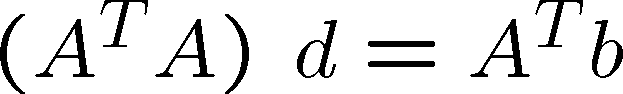 (A^T A) d = A^T b